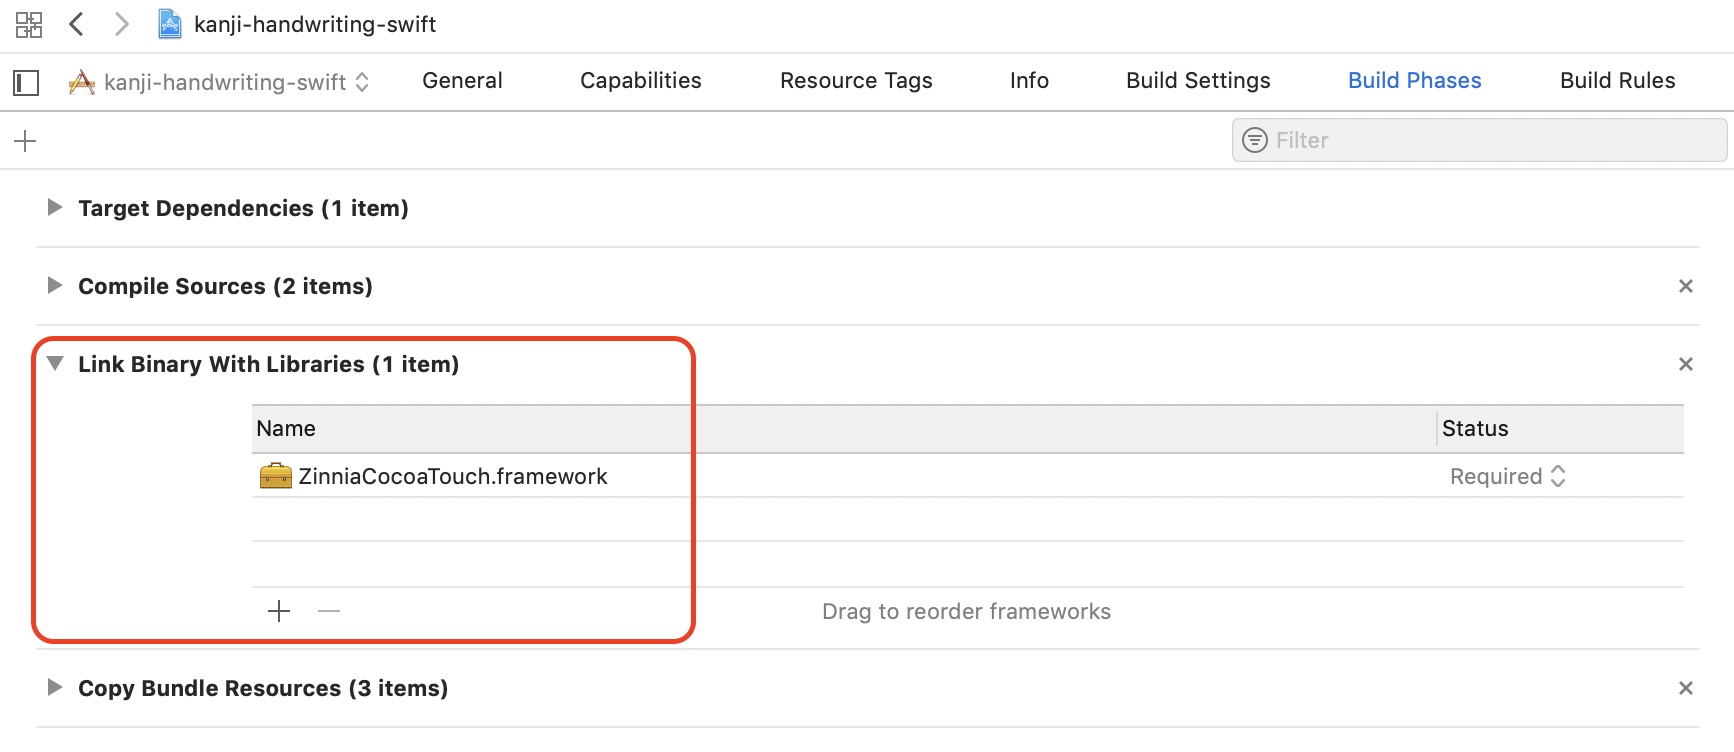 kanji-handwriting-swift
kanji-handwriting-swift General Capabilities Resource Tags Info Build Settings Build Phases Build Rules
Filter
Target Dependencies (1 item)
Compile Sources (2 items)
Link Binary With Libraries (1 item)
Name Status
ZinniaCocoaTouch.framework Required
Drag to reorder frameworks
Copy Bundle Resources (3 items)